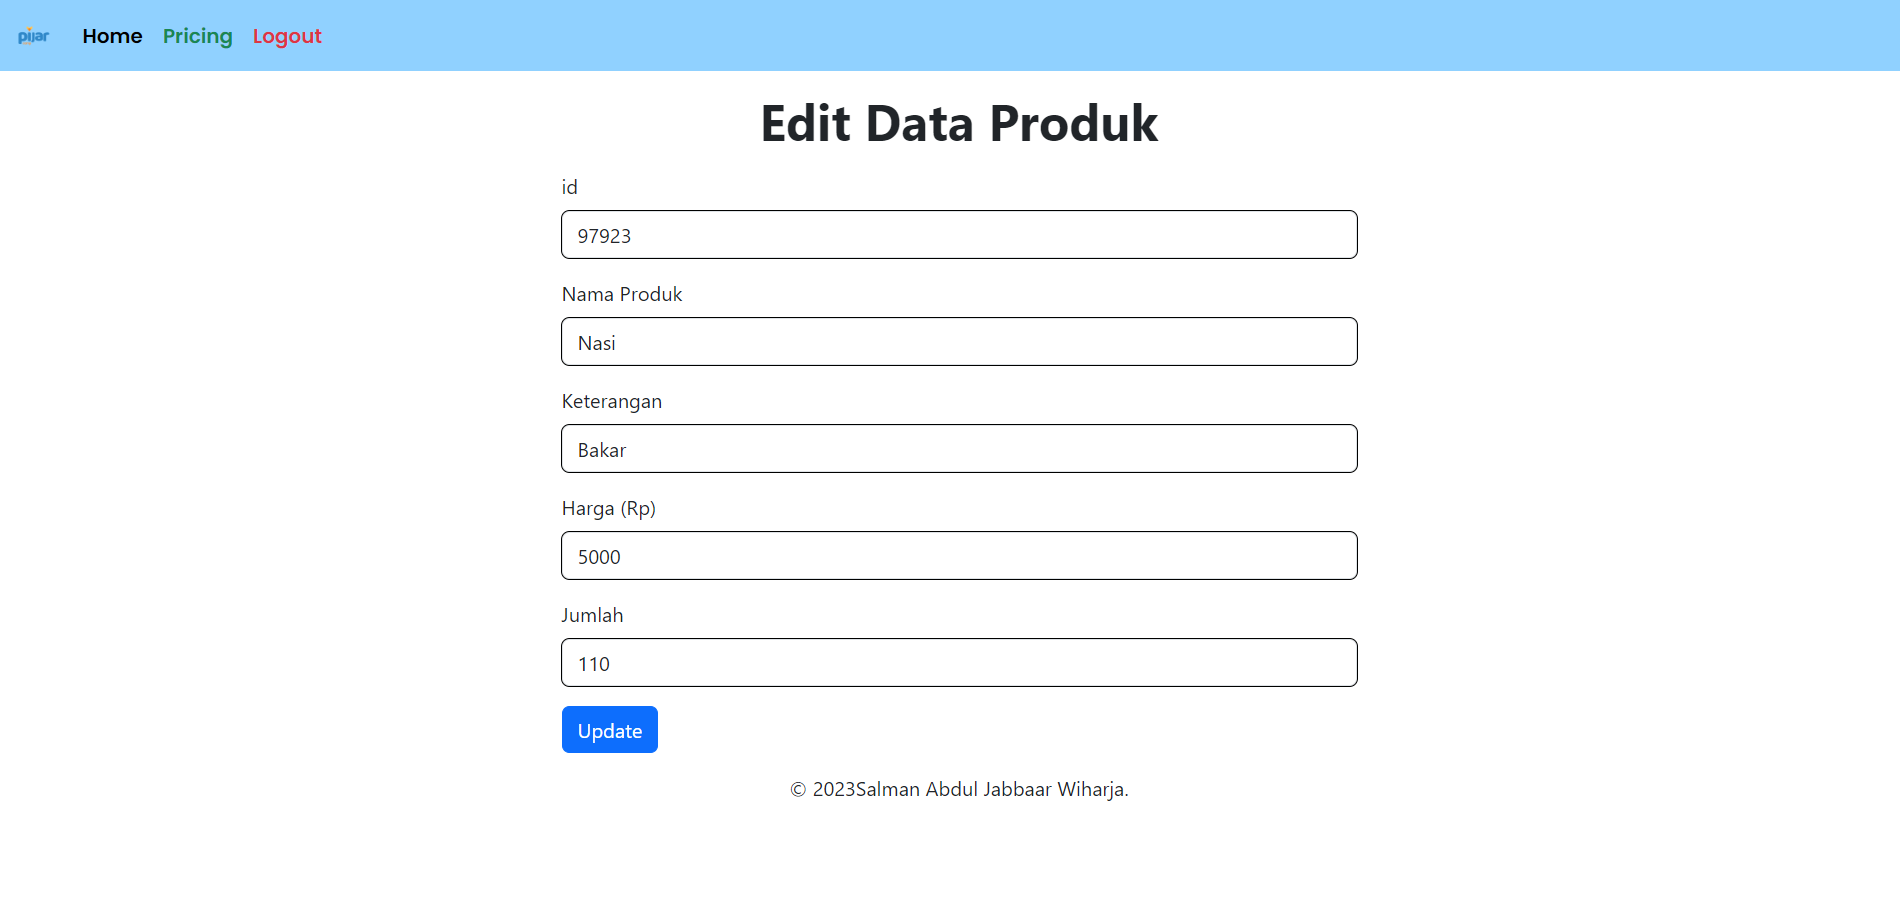 pijar Home Pricing Logout
Edit Data Produk
id
97923
Nama Produk
Nasi
Keterangan
Bakar
Harga (Rp)
5000
Jumlah
110
Update
© 2023Salman Abdul Jabbaar Wiharja.